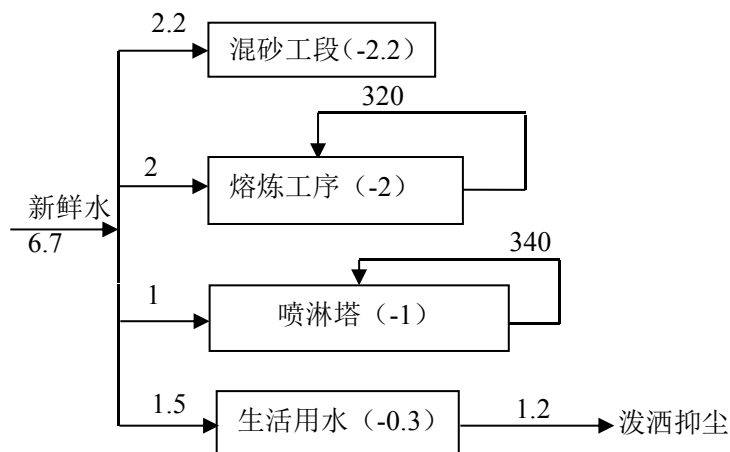 2.2
混砂工段(-2.2)
320
2
熔炼工序（-2）
新鲜水
6.7
340
1
喷淋塔（-1）
1.5
生活用水（-0.3）
1.2
泼洒抑尘